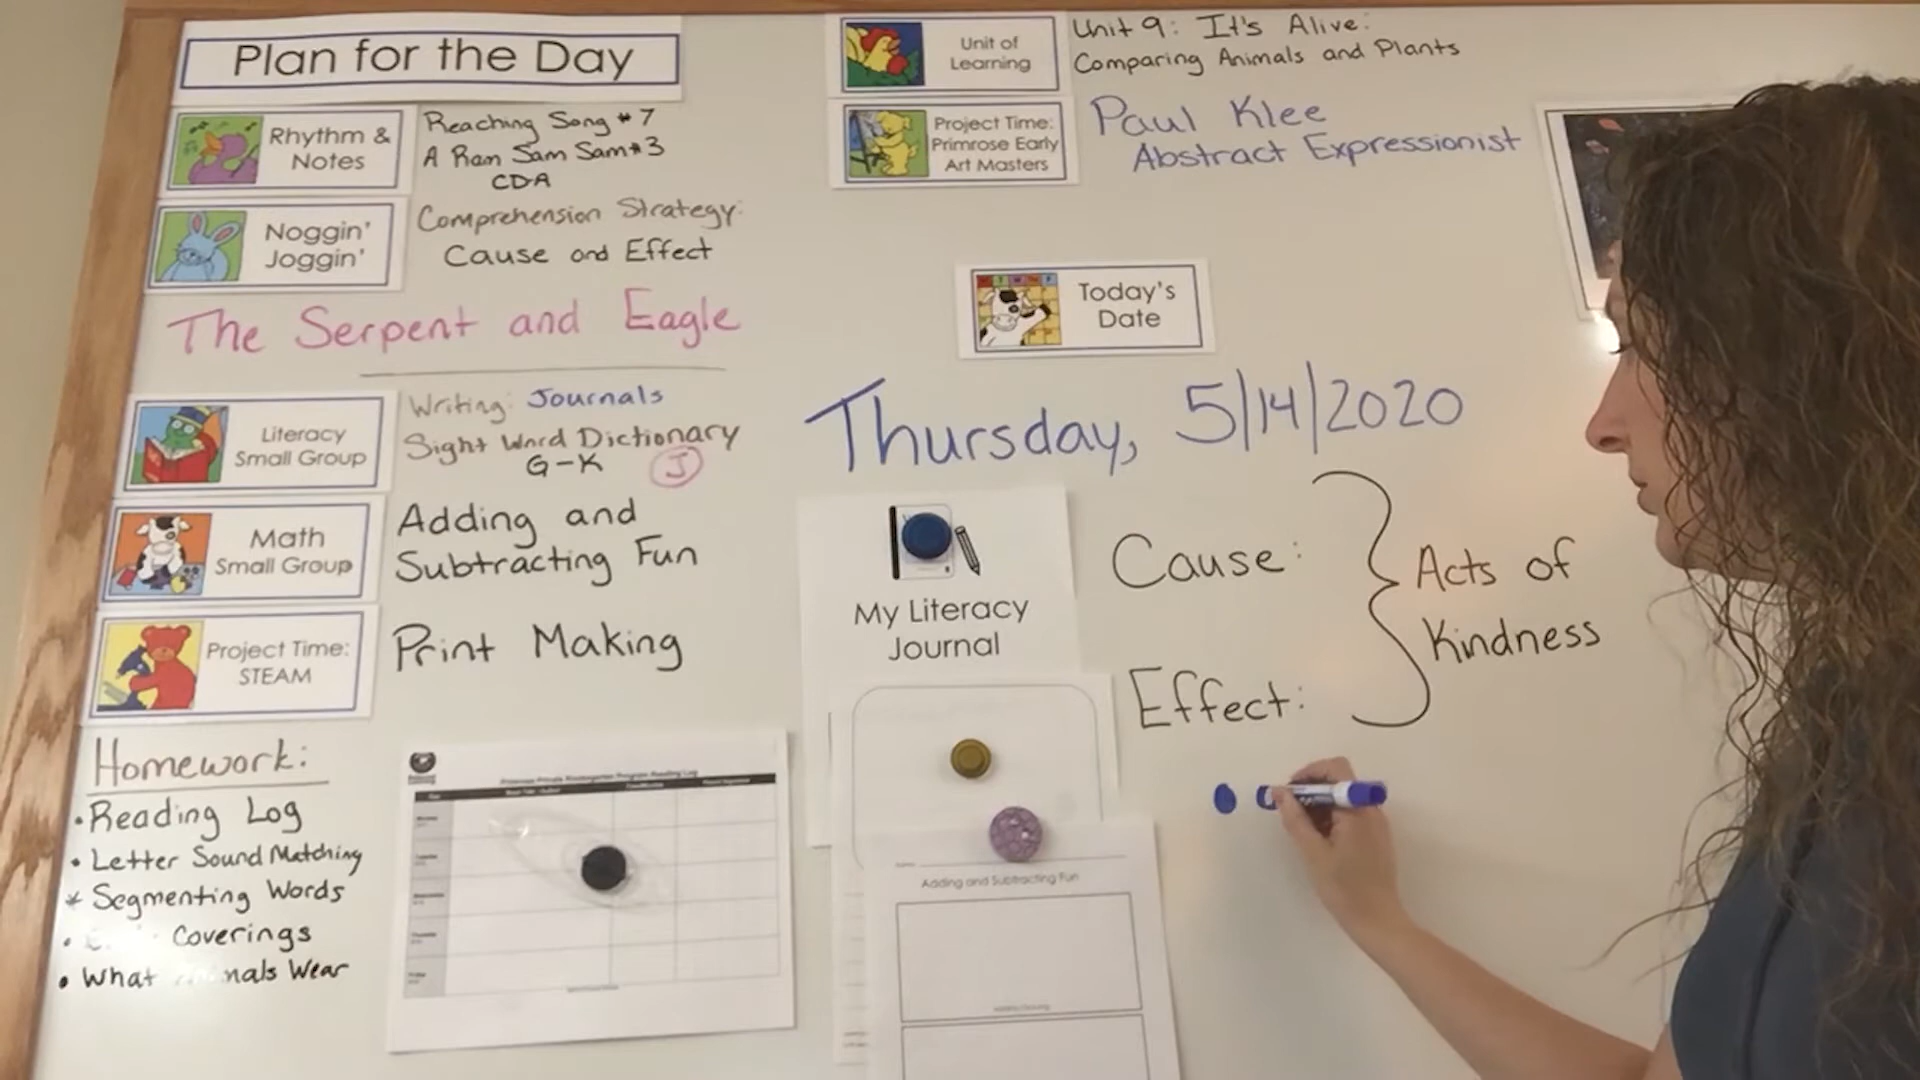 Plan for the Day
Rhythm &
Notes
Reaching Song #7
A Ram Sam Sam #3
CDA
Noggin'
Joggin'
Comprehension Strategy:
Cause and Effect
The Serpent and Eagle
Literacy
Small Group
Writing: Journals
Sight Word Dictionary
G-K
J
Math
Small Group
Adding and
Subtracting Fun
Project Time:
STEAM
Print Making
Homework:
• Reading Log
• Letter Sound Matching
* Segmenting Words
• Coverings
• What Wear
Unit of
Learning
Unit 9: It's Alive:
Comparing Animals and Plants
Project Time:
Primrose Early
Art Masters
Paul Klee
Abstract Expressionist
Today's
Date
Thursday, 5/14/2020
My Literacy
Journal
Cause:
Effect:
Acts of
Kindness
Adding and Subtracting Fun